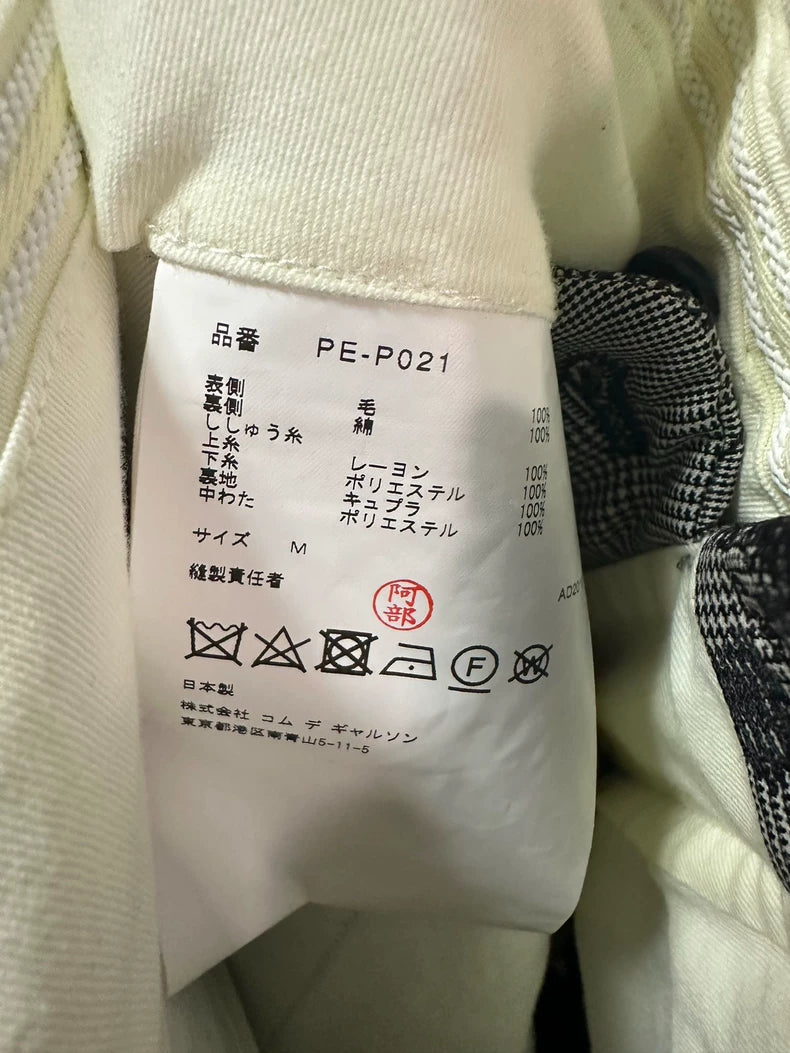 品番 PE-P021
表側 毛 100%
裏側 綿 100%
ししゅう糸
上糸 レーヨン 100%
下糸 ポリエステル 100%
裏地 キュプラ 100%
中わた ポリエステル 100%
サイズ M
縫製責任者
阿部
F W
日本製
株式会社 コム デ ギャルソン
東京都港区南青山5-11-5